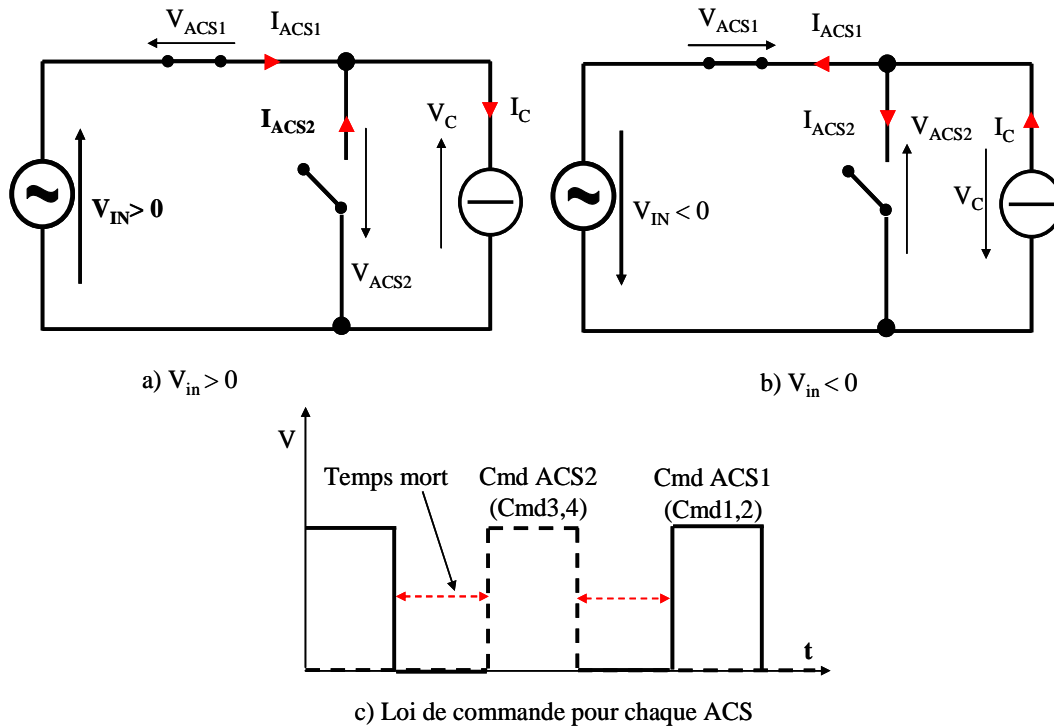 V_ACS1
I_ACS1
I_ACS2
V_C
I_C
~
V_IN > 0
V_ACS2
a) V_in > 0
V_ACS1
I_ACS1
I_ACS2
V_ACS2
I_C
~
V_IN < 0
V_C
b) V_in < 0
V
Temps mort
Cmd ACS2
(Cmd3,4)
Cmd ACS1
(Cmd1,2)
t
c) Loi de commande pour chaque ACS